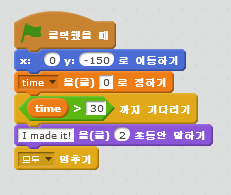 클릭했을 때
x: 0 y: -150 로 이동하기
time 을(를) 0 로 정하기
time > 30 까지 기다리기
I made it! 을(를) 2 초동안 말하기
모두 멈추기